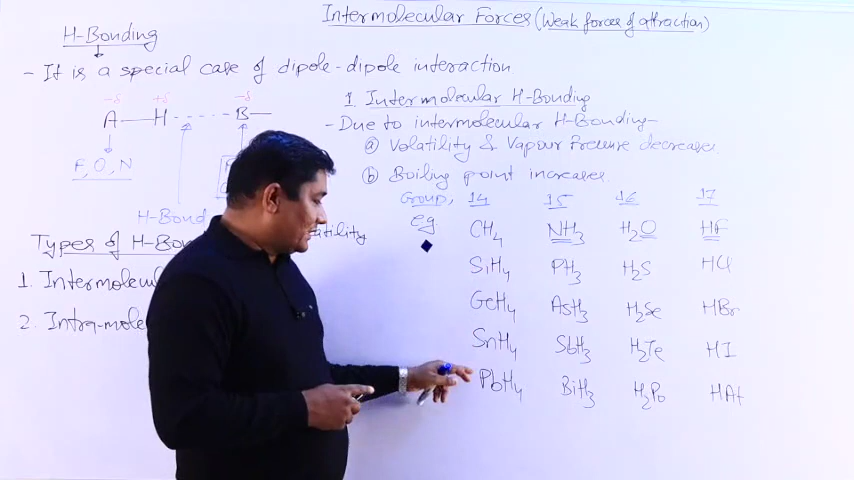 Intermolecular Forces (Weak forces of attraction)
H-Bonding
- It is a special case of dipole-dipole interaction.
-δ +δ -δ
A — H - - - - B —
F, O, N
H-Bond
Types of H-Bon
1. Intermolecul
2. Intra-mole
1. Intermolecular H-Bonding
- Due to intermolecular H-Bonding-
(a) Volatility & Vapour Pressure decreases.
(b) Boiling point increases.
Group, 14 15 16 17
eg. CH4 NH3 H2O HF
SiH4 PH3 H2S HCl
GeH4 AsH3 H2Se HBr
SnH4 SbH3 H2Te HI
PbH4 BiH3 H2Po HAt